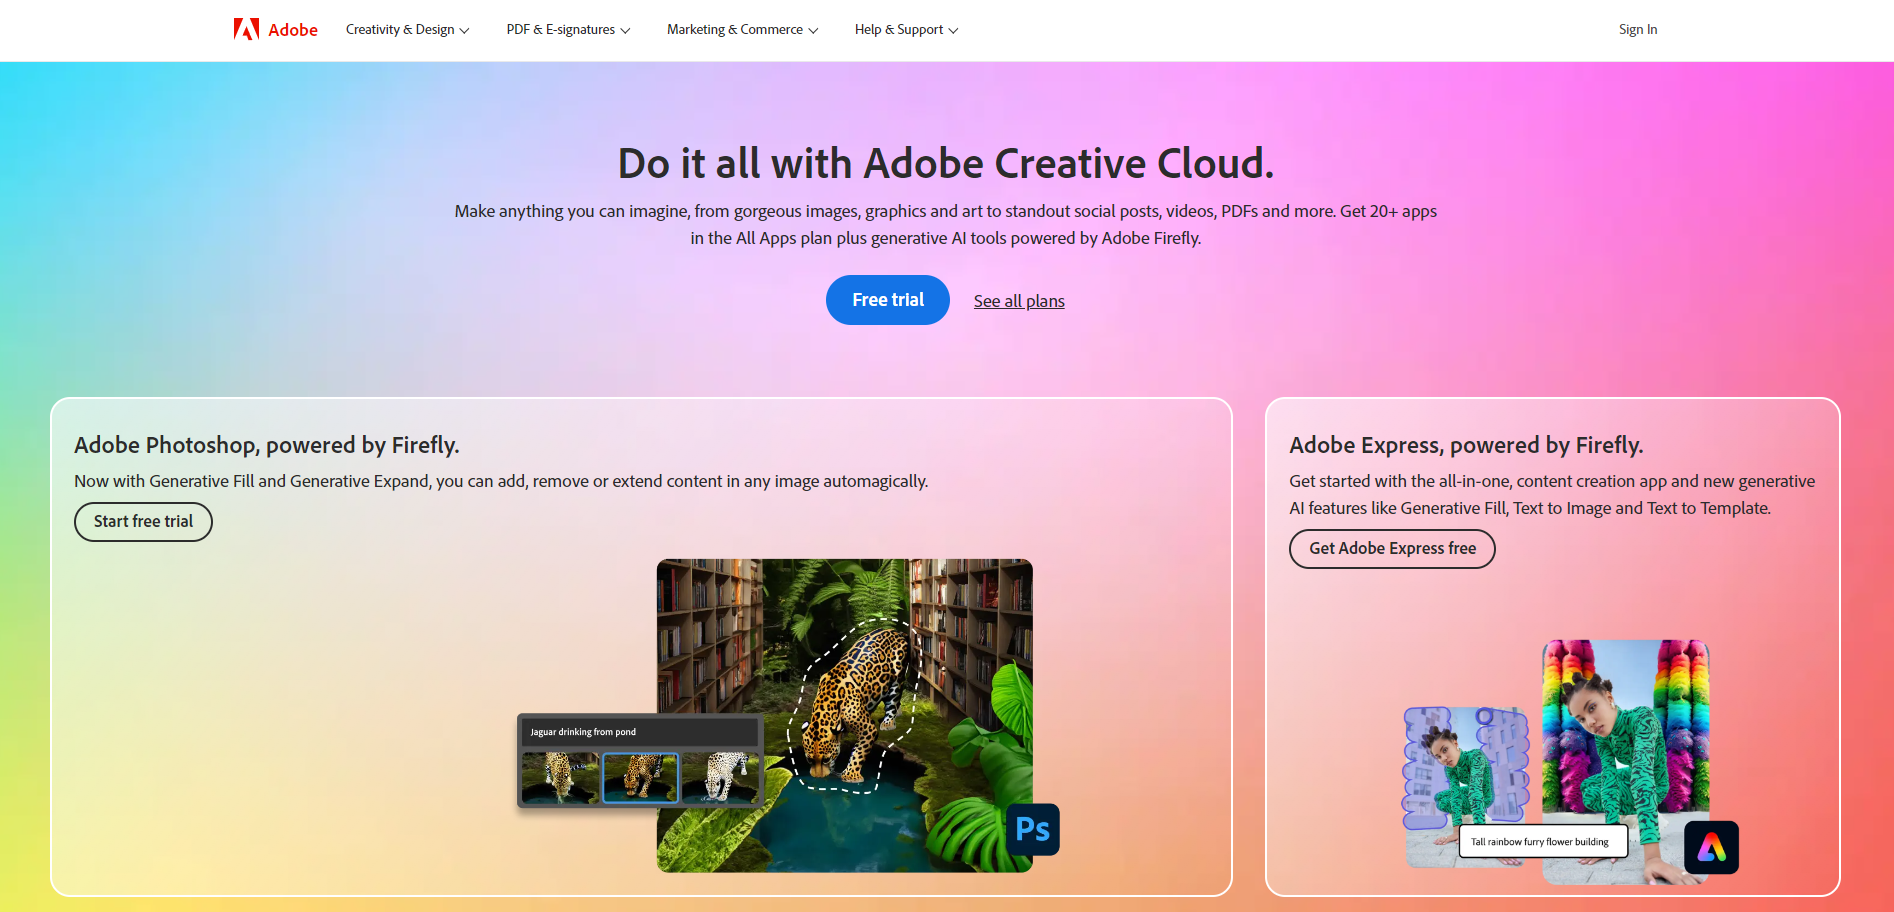 Adobe
Creativity & Design
PDF & E-signatures
Marketing & Commerce
Help & Support
Sign In
Do it all with Adobe Creative Cloud.
Make anything you can imagine, from gorgeous images, graphics and art to standout social posts, videos, PDFs and more. Get 20+ apps
in the All Apps plan plus generative AI tools powered by Adobe Firefly.
Free trial
See all plans
Adobe Photoshop, powered by Firefly.
Now with Generative Fill and Generative Expand, you can add, remove or extend content in any image automagically.
Start free trial
Jaguar drinking from pond
Ps
Adobe Express, powered by Firefly.
Get started with the all-in-one, content creation app and new generative
AI features like Generative Fill, Text to Image and Text to Template.
Get Adobe Express free
Tall rainbow furry flower building